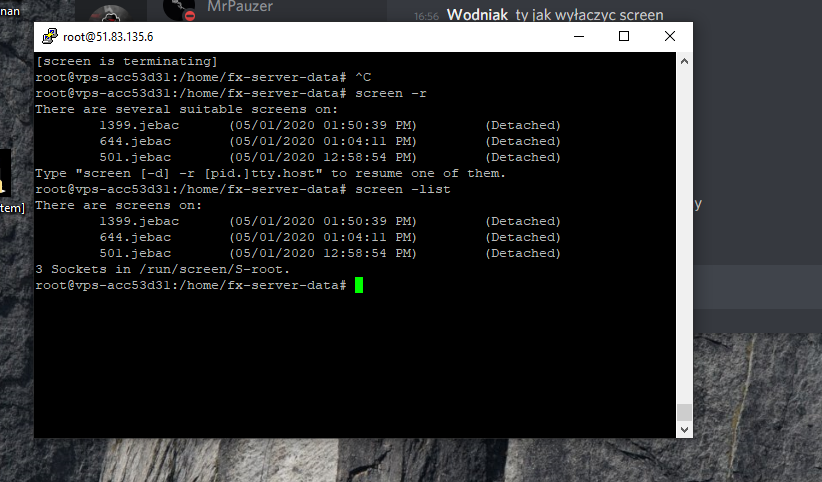 nan
MrPauzer
16:56 Wodniak ty jak wyłaczyc screen
root@51.83.135.6
[screen is terminating]
root@vps-acc53d31:/home/fx-server-data# ^C
root@vps-acc53d31:/home/fx-server-data# screen -r
There are several suitable screens on:
1399.jebac (05/01/2020 01:50:39 PM) (Detached)
644.jebac (05/01/2020 01:04:11 PM) (Detached)
501.jebac (05/01/2020 12:58:54 PM) (Detached)
Type "screen [-d] -r [pid.]tty.host" to resume one of them.
root@vps-acc53d31:/home/fx-server-data# screen -list
There are screens on:
1399.jebac (05/01/2020 01:50:39 PM) (Detached)
644.jebac (05/01/2020 01:04:11 PM) (Detached)
501.jebac (05/01/2020 12:58:54 PM) (Detached)
3 Sockets in /run/screen/S-root.
root@vps-acc53d31:/home/fx-server-data#
tem]
y